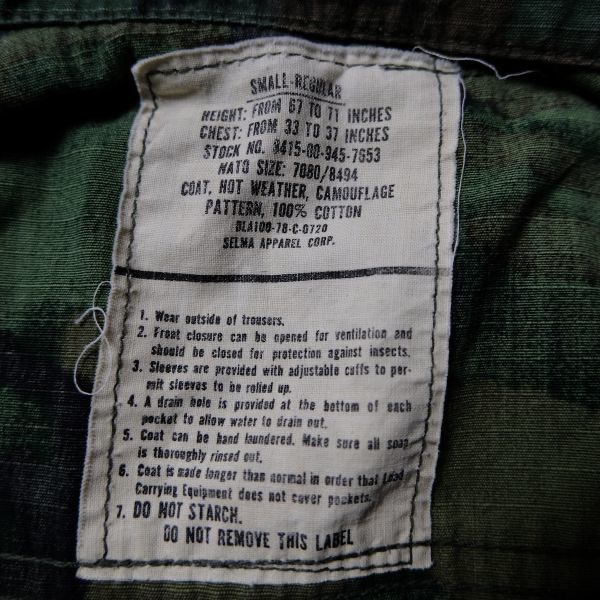 SMALL-REGULAR
HEIGHT: FROM 67 TO 71 INCHES
CHEST: FROM 33 TO 37 INCHES
STOCK NO. 8415-00-945-7653
NATO SIZE: 7080/8494
COAT, HOT WEATHER, CAMOUFLAGE
PATTERN, 100% COTTON
DLA100-78-C-0720
SELMA APPAREL CORP.
1. Wear outside of trousers.
2. Front closure can be opened for ventilation and
should be closed for protection against insects.
3. Sleeves are provided with adjustable cuffs to per-
mit sleeves to be rolled up.
4. A drain hole is provided at the bottom of each
pocket to allow water to drain out.
5. Coat can be hand laundered. Make sure all soap
is thoroughly rinsed out.
6. Coat is made longer than normal in order that Load
Carrying Equipment does not cover pockets.
7. DO NOT STARCH.
DO NOT REMOVE THIS LABEL